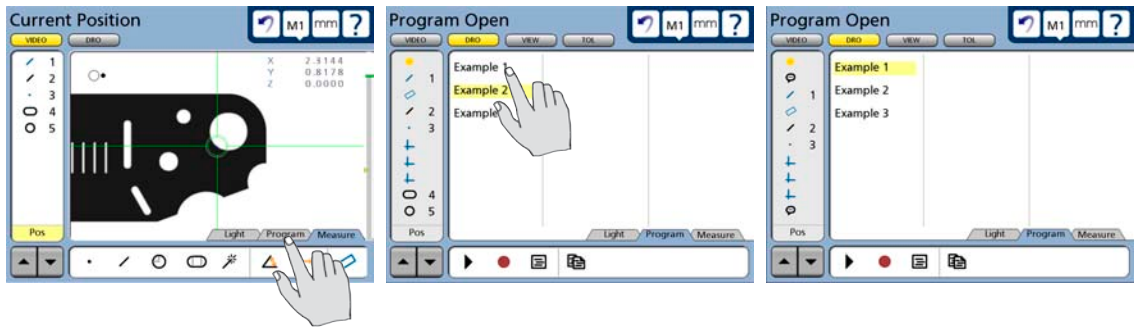 Current Position
M1 mm ?
VIDEO DRO
1
2
3
4
5
X 2.3144
Y 0.8178
Z 0.0000
Pos
Light Program Measure
Program Open
M1 mm ?
VIDEO DRO VIEW TOL
1
2
3
4
5
Example 1
Example 2
Example
Pos
Light Program Measure
Program Open
M1 mm ?
VIDEO DRO VIEW TOL
1
2
3
Example 1
Example 2
Example 3
Pos
Light Program Measure